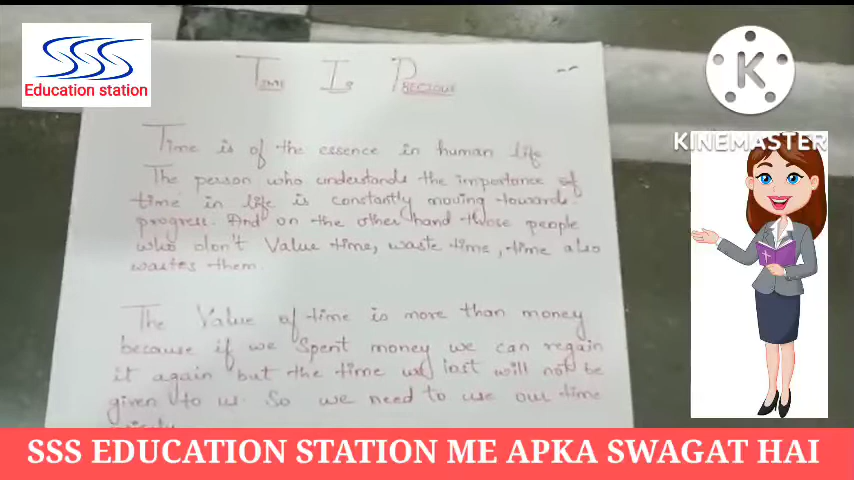 SSS
Education station
TIME IS PRECIOUS
K
KINEMASTER
Time is of the essence in human life
The person who understands the importance of
time in life is constantly moving towards
progress. And on the other hand those people
who don't Value time, waste time, time also
wastes them.
The Value of time is more than money
because if we Spent money we can regain
it again but the time we lost will not be
given to us. So we need to use our time
SSS EDUCATION STATION ME APKA SWAGAT HAI